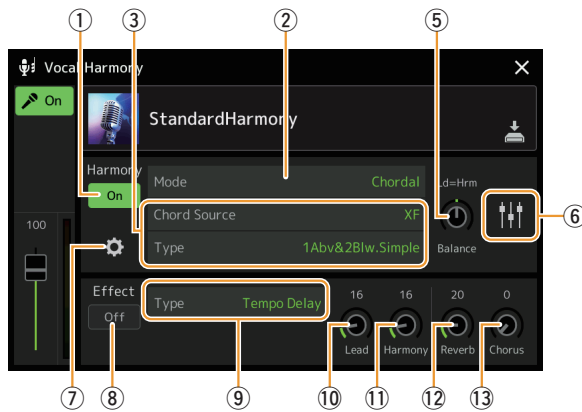 ① ③ ② ⑤
Vocal Harmony ×
On
StandardHarmony
Harmony
On
Mode Chordal
Chord Source XF
Type 1Abv&2Blw.Simple
Ld=Hrm
Balance
⑥
100
Effect
Off
Type Tempo Delay
16 16 20 0
Lead Harmony Reverb Chorus
⑦ ⑧ ⑨ ⑩ ⑪ ⑫ ⑬